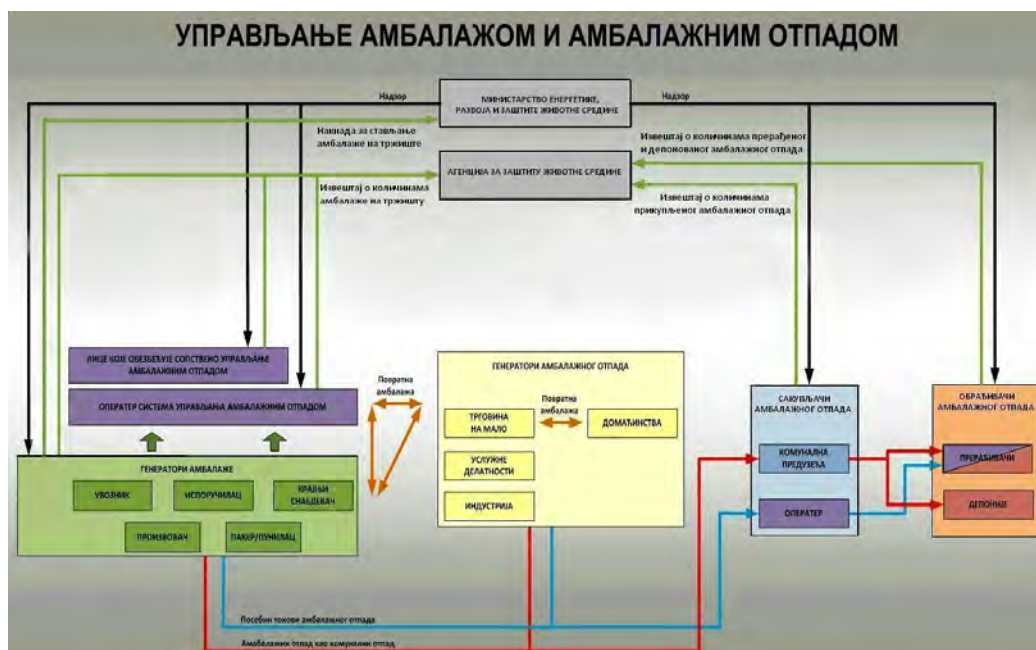 УПРАВЉАЊЕ АМБАЛАЖОМ И АМБАЛАЖНИМ ОТПАДОМ
Надзор
МИНИСТАРСТВО ЕНЕРГЕТИКЕ,
РАЗВОЈА И ЗАШТИТЕ ЖИВОТНЕ СРЕДИНЕ
Надзор
Накнада за стављање
амбалаже на тржиште
Извештај о количинама прерађеног
и депонованог амбалажног отпада
АГЕНЦИЈА ЗА ЗАШТИТУ ЖИВОТНЕ СРЕДИНЕ
Извештај о количинама
амбалаже на тржишту
Извештај о количинама
прикупљеног амбалажног отпада
ЛИЦЕ КОЈЕ ОБЕЗБЕЂУЈЕ СОПСТВЕНО УПРАВЉАЊЕ
АМБАЛАЖНИМ ОТПАДОМ
ОПЕРАТЕР СИСТЕМА УПРАВЉАЊА АМБАЛАЖНИМ ОТПАДОМ
Повратна
амбалажа
ГЕНЕРАТОРИ АМБАЛАЖЕ
УВОЗНИК
ИСПОРУЧИЛАЦ
КРАЈЊИ
СНАБДЕВАЧ
ПРОИЗВОЂАЧ
ПАКЕР/ПУНИЛАЦ
ГЕНЕРАТОРИ АМБАЛАЖНОГ ОТПАДА
ТРГОВИНА
НА МАЛО
Повратна
амбалажа
ДОМАЋИНСТВА
УСЛУЖНЕ
ДЕЛАТНОСТИ
ИНДУСТРИЈА
САКУПЉАЧИ
АМБАЛАЖНОГ ОТПАДА
КОМУНАЛНА
ПРЕДУЗЕЋА
ОПЕРАТЕР
ОБРАЂИВАЧИ
АМБАЛАЖНОГ ОТПАДА
ПРЕРАЂИВАЧИ
ДЕПОНИЈЕ
Посебни токови амбалажног отпада
Амабалажни отпад као комунални отпад